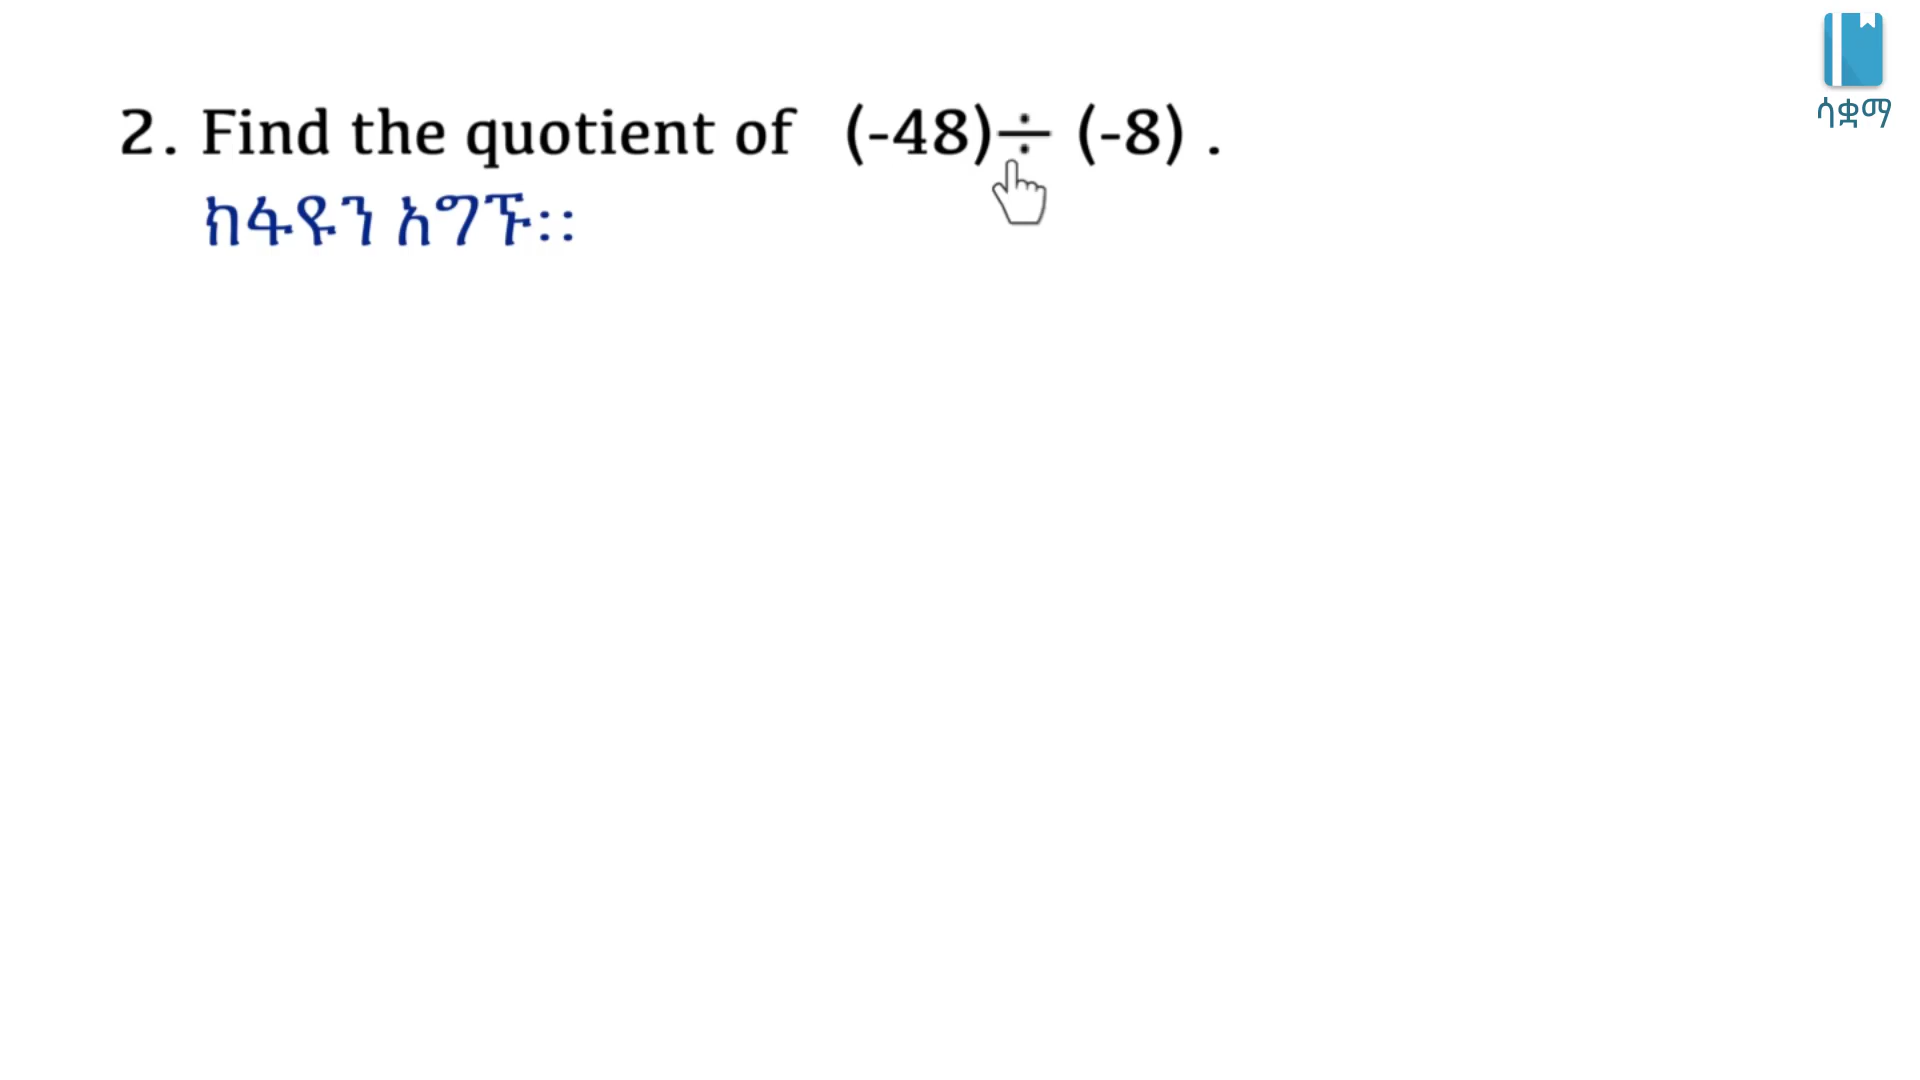 2. Find the quotient of (-48)÷ (-8) .
ክፋዩን አግኙ፡፡
ሳቋማ